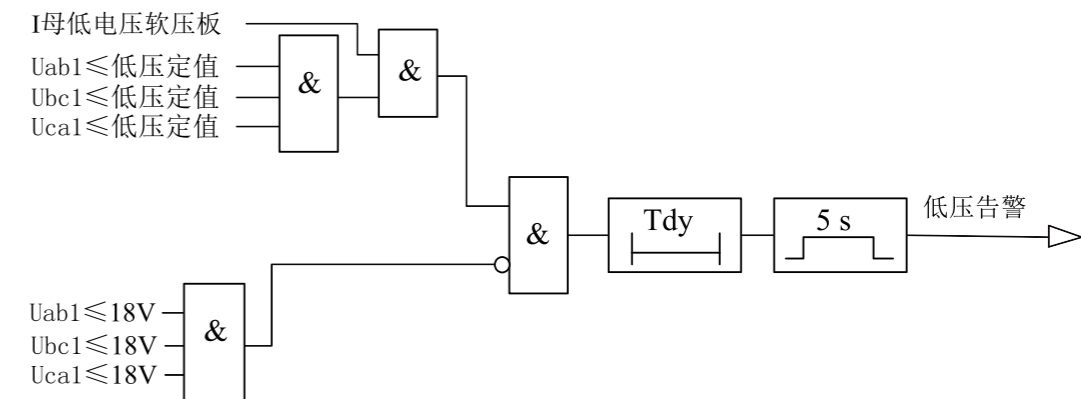 I母低电压软压板
Uab1≤低压定值
Ubc1≤低压定值
Uca1≤低压定值
&
&
&
Tdy
5 s
低压告警
Uab1≤18V
Ubc1≤18V
Uca1≤18V
&